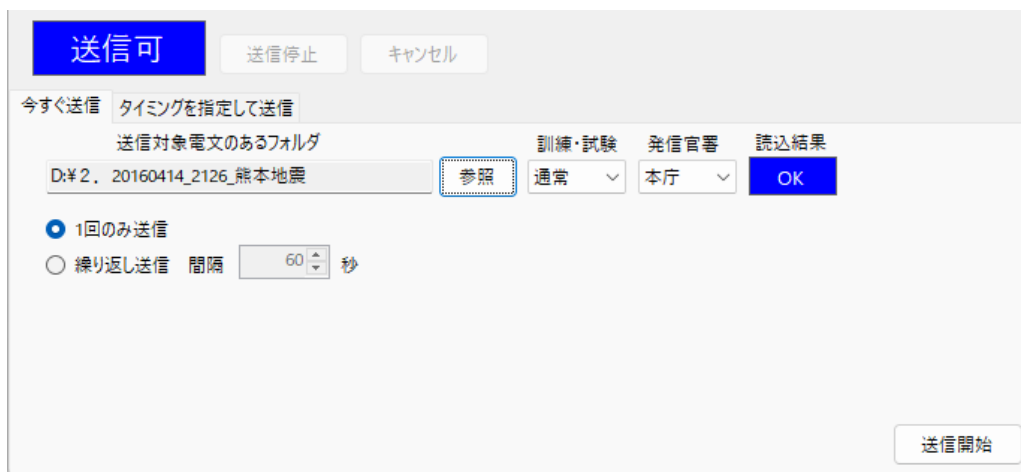 送信可 送信停止 キャンセル
今すぐ送信 タイミングを指定して送信
送信対象電文のあるフォルダ 訓練・試験 発信官署 読込結果
D:¥２．20160414_2126_熊本地震 参照 通常 本庁 OK
1回のみ送信
繰り返し送信 間隔 60 秒
送信開始